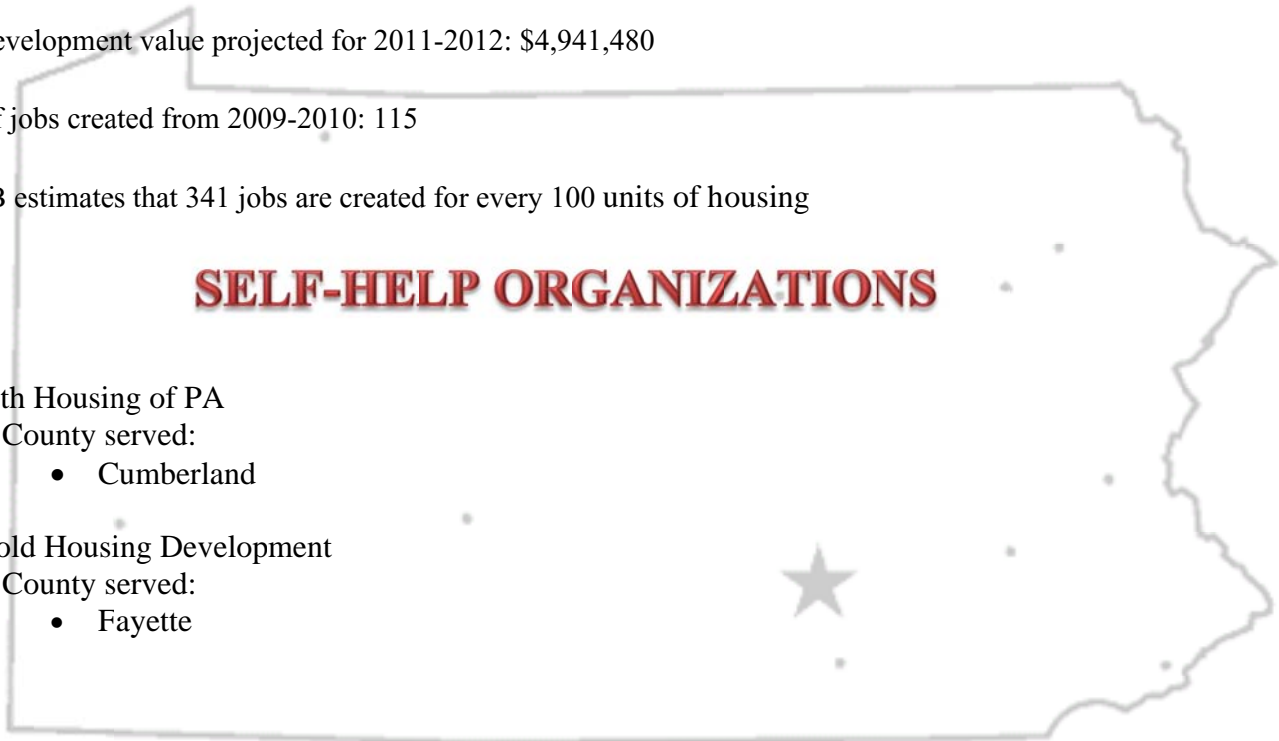 evelopment value projected for 2011-2012: $4,941,480
f jobs created from 2009-2010: 115
3 estimates that 341 jobs are created for every 100 units of housing
SELF-HELP ORGANIZATIONS
th Housing of PA
County served:
• Cumberland
old Housing Development
County served:
• Fayette